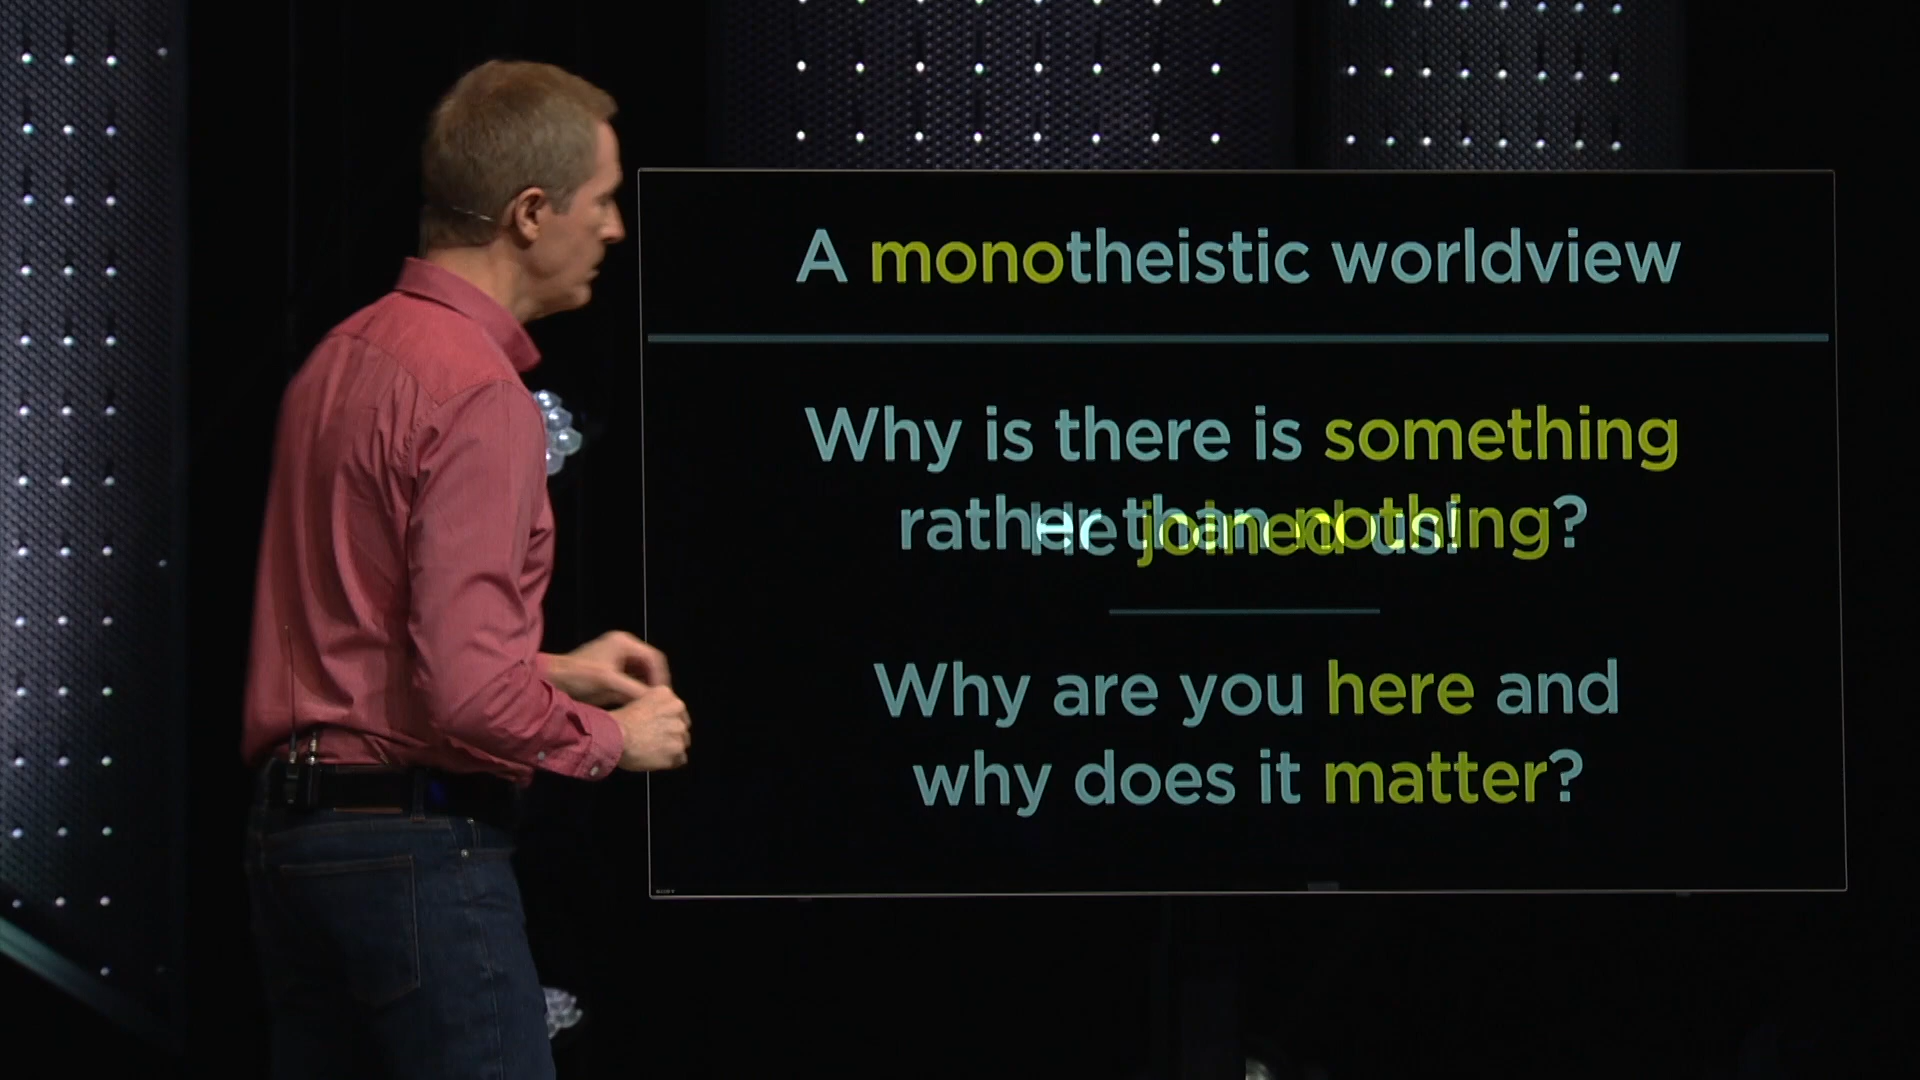 A monotheistic worldview
Why is there is something
rather than nothing?
He joined us!
Why are you here and
why does it matter?
SONY